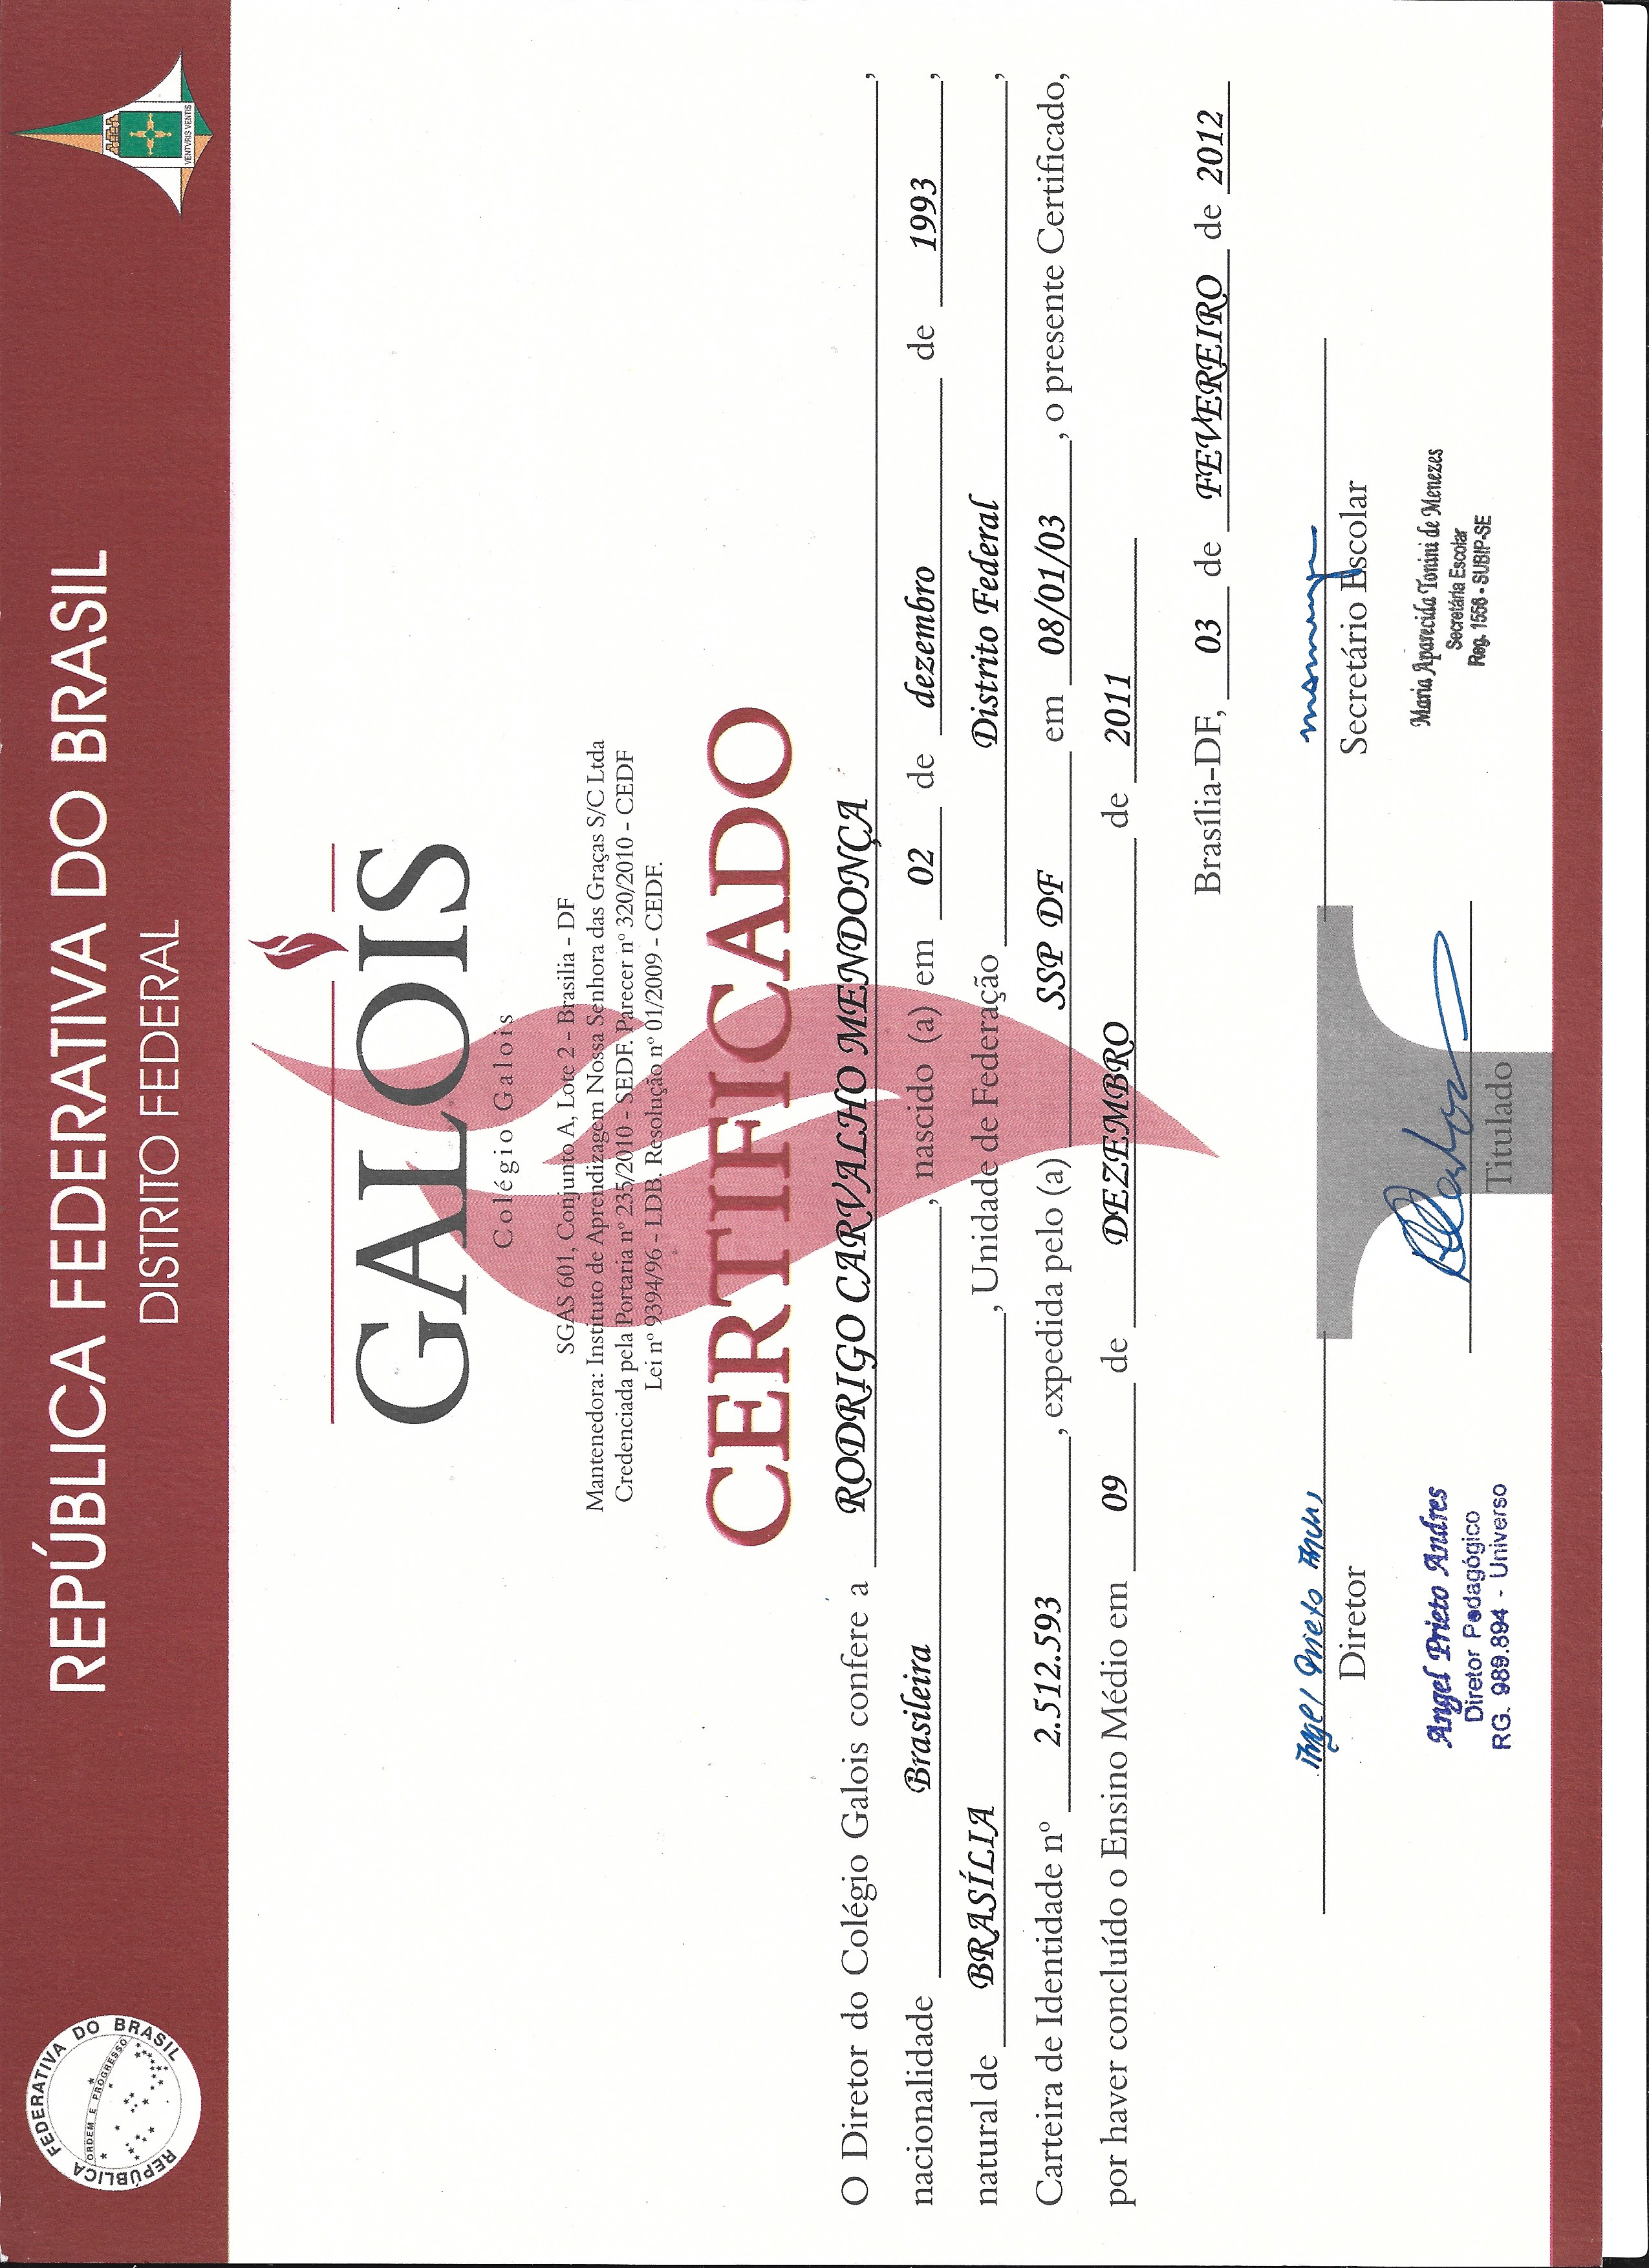 REPÚBLICA FEDERATIVA DO BRASIL
ORDEM E PROGRESSO
REPÚBLICA FEDERATIVA DO BRASIL
DISTRITO FEDERAL
VENTVRIS VENTIS
GALOIS
Colégio Galois
SGAS 601, Conjunto A, Lote 2 - Brasilia - DF
Mantenedora: Instituto de Aprendizagem Nossa Senhora das Graças S/C Ltda
Credenciada pela Portaria nº 235/2010 - SEDF. Parecer nº 320/2010 - CEDF
Lei nº 9394/96 - LDB. Resolução nº 01/2009 - CEDF.
CERTIFICADO
O Diretor do Colégio Galois confere a RODRIGO CARVALHO MENDONÇA,
nacionalidade Brasileira, nascido (a) em 02 de dezembro de 1993,
natural de BRASÍLIA, Unidade de Federação Distrito Federal,
Carteira de Identidade nº 2.512.593, expedida pelo (a) SSP DF em 08/01/03, o presente Certificado,
por haver concluído o Ensino Médio em 09 de DEZEMBRO de 2011
Brasília-DF, 03 de FEVEREIRO de 2012
Angel Prieto Andres
Diretor
Angel Prieto Andres
Diretor Pedagógico
RG. 989.894 - Universo
Titulado
Secretário Escolar
Maria Aparecida Tonini de Menezes
Secretária Escolar
Reg. 1556 - SUBIP-SE